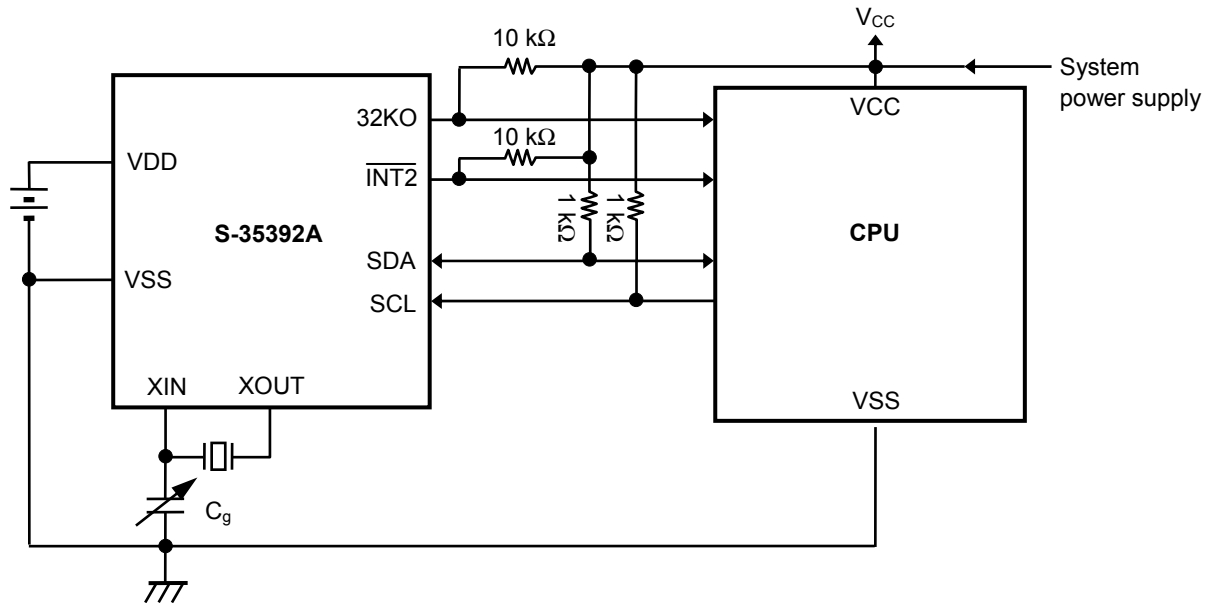 VCC
10 kΩ
System
power supply
VCC
32KO
10 kΩ
VDD
INT2
1 kΩ
1 kΩ
S-35392A
CPU
SDA
VSS
SCL
XIN
XOUT
VSS
Cg